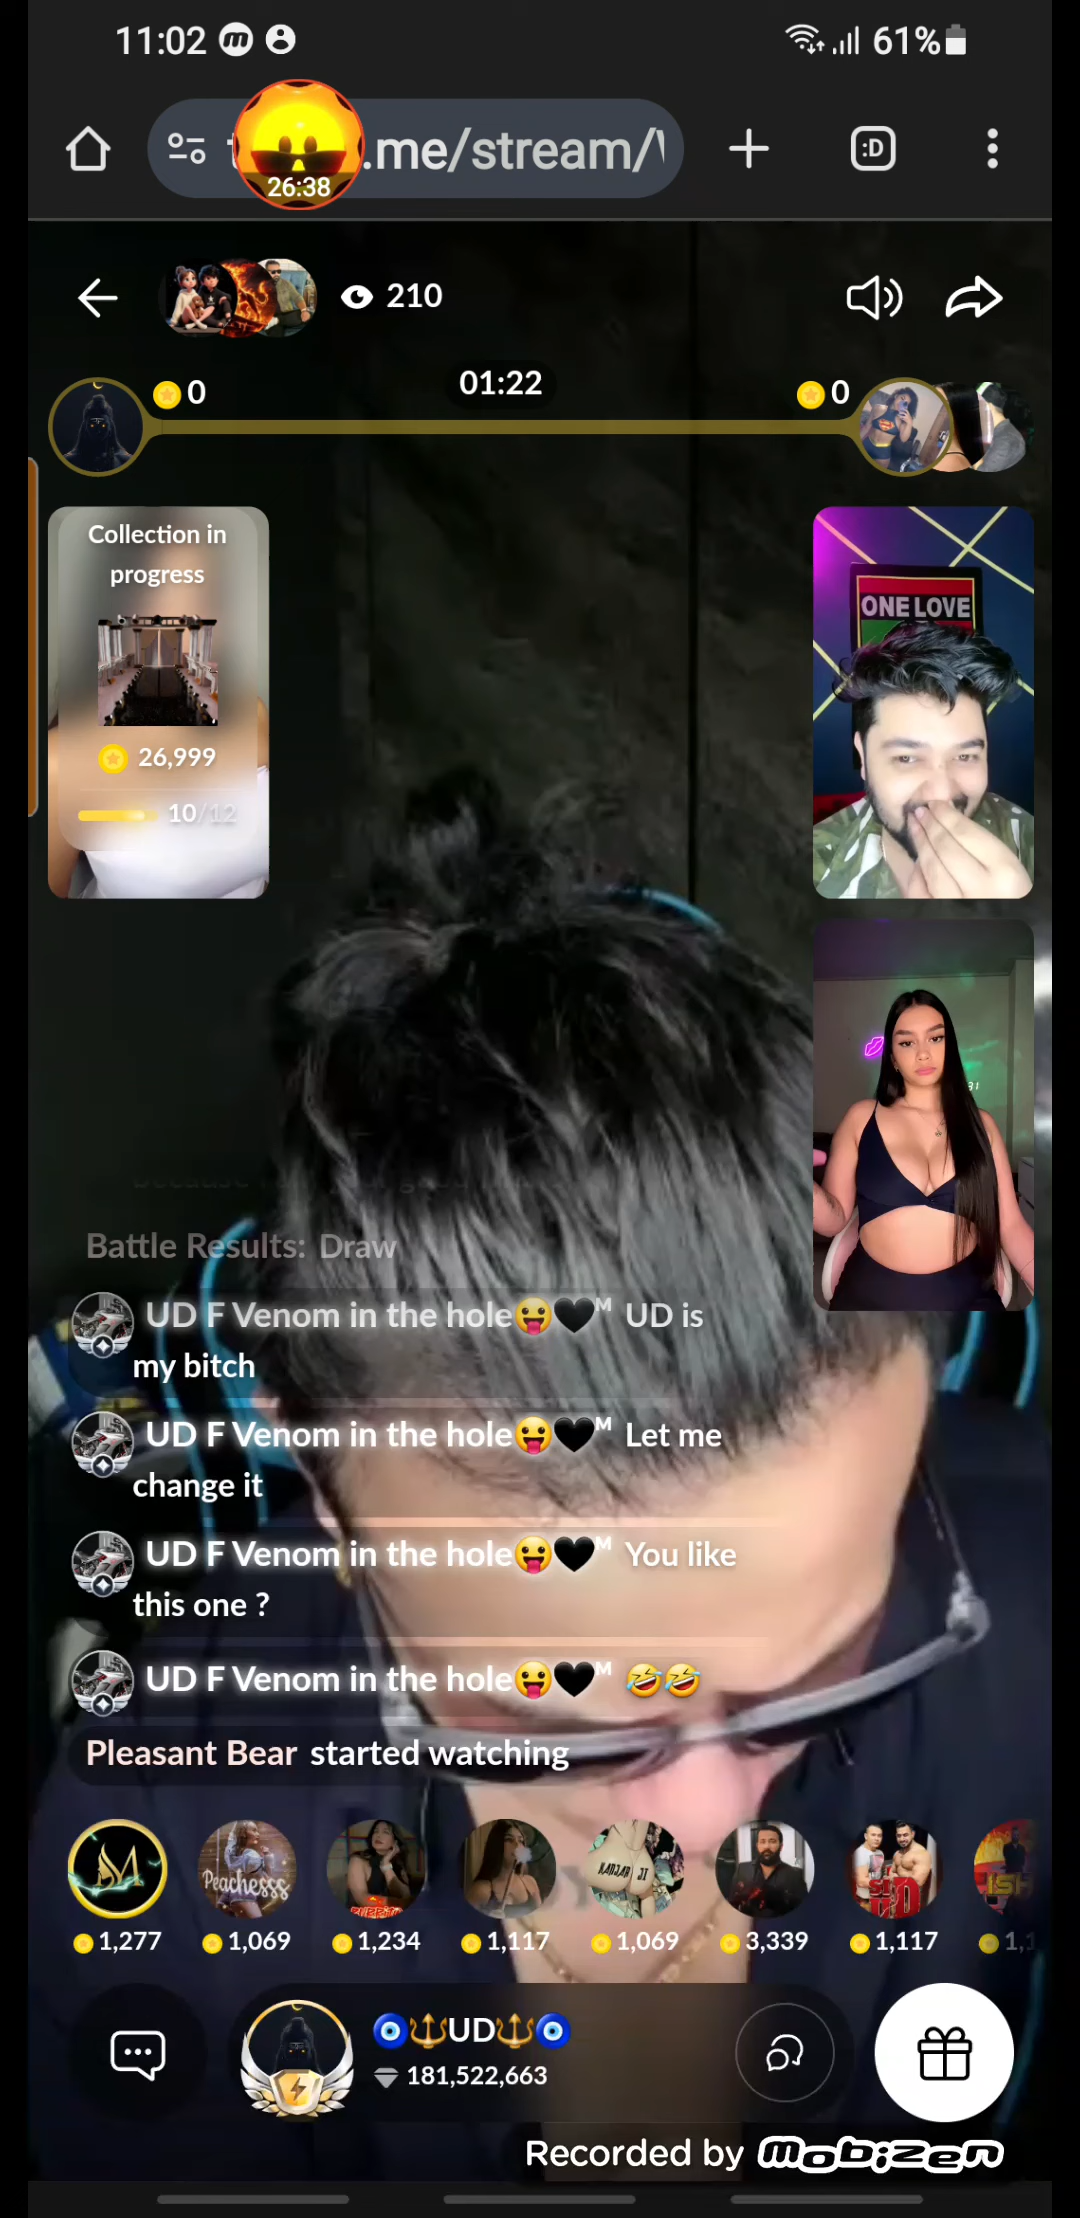 11:02
61%
.me/stream/
26:38
210
0
01:22
0
Collection in
progress
26,999
10/12
ONE LOVE
Battle Results: Draw
UD F Venom in the hole😛🖤ᴹ UD is
my bitch
UD F Venom in the hole😛🖤ᴹ Let me
change it
UD F Venom in the hole😛🖤ᴹ You like
this one ?
UD F Venom in the hole😛🖤ᴹ 🤣🤣
Pleasant Bear started watching
Peachesss
KANJAR JI
1,277
1,069
1,234
1,117
1,069
3,339
1,117
🧿🔱UD🔱🧿
181,522,663
Recorded by Mobizen